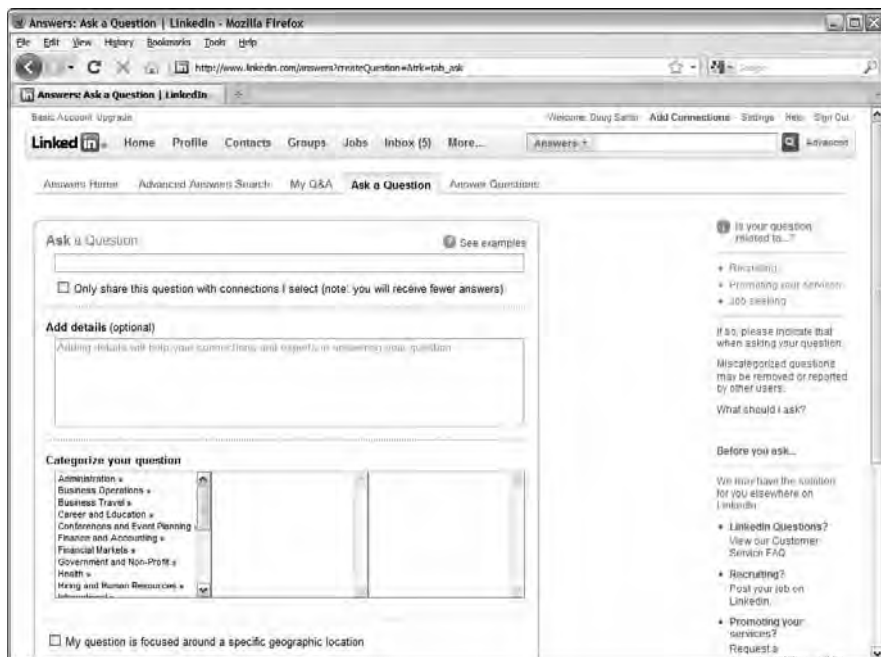 Answers: Ask a Question | LinkedIn - Mozilla Firefox
File Edit View History Bookmarks Tools Help
http://www.linkedin.com/answers?createQuestion=&trk=tab_ask
Answers: Ask a Question | LinkedIn
Basic Account: Upgrade
Welcome, Doug Add Connections Settings Help Sign Out
Linked in Home Profile Contacts Groups Jobs Inbox (5) More... Answers Advanced
Answers Home Advanced Answers Search My Q&A Ask a Question Answer Questions
Ask a Question
See examples
Only share this question with connections I select (note: you will receive fewer answers)
Add details (optional)
Adding details will help your connections and experts in answering your question
Categorize your question
Administration »
Business Operations »
Business Travel »
Career and Education »
Conferences and Event Planning
Finance and Accounting »
Financial Markets »
Government and Non-Profit »
Health »
Hiring and Human Resources »
International »
My question is focused around a specific geographic location
Is your question
related to...?
+ Recruiting
+ Promoting your services
+ Job seeking
If so, please indicate that
when asking your question.
Miscategorized questions
may be removed or reported
by other users.
What should I ask?
Before you ask...
We may have the solution
for you elsewhere on
LinkedIn
• LinkedIn Questions?
View our Customer
Service FAQ
• Recruiting?
Post your job on
LinkedIn.
• Promoting your
services?
Request a